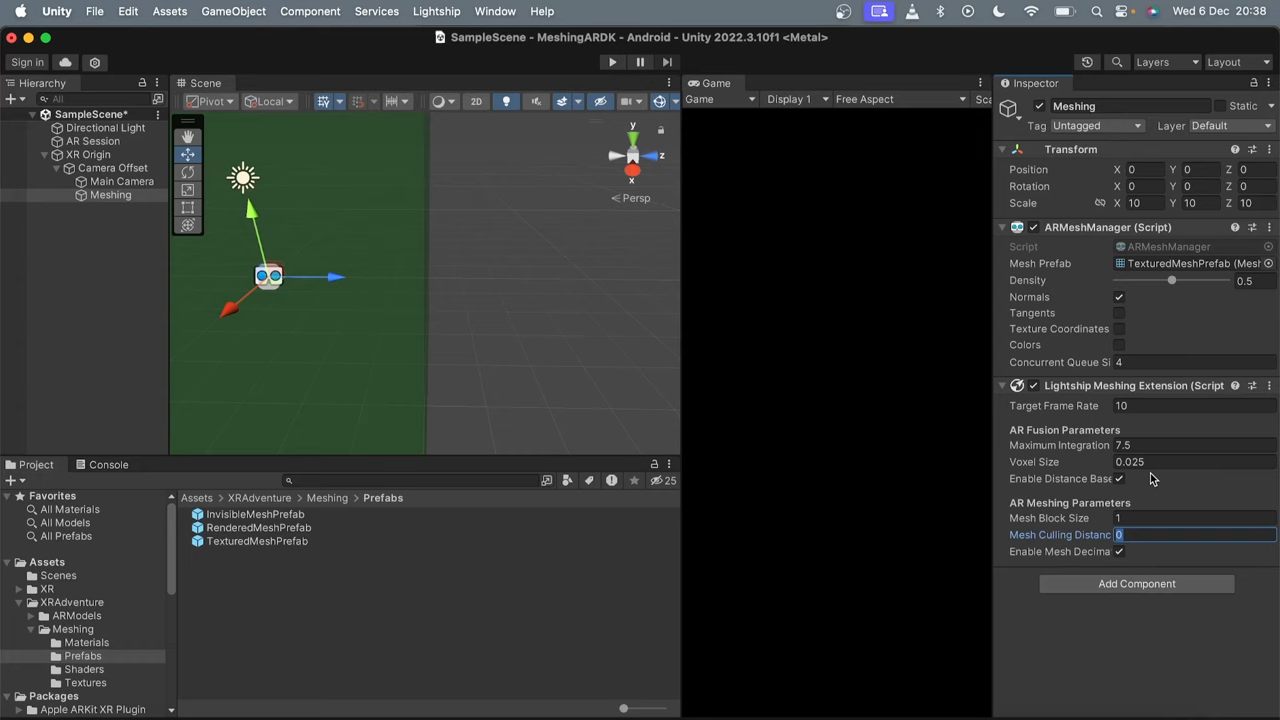 Unity File Edit Assets GameObject Component Services Lightship Window Help Wed 6 Dec 20:38
SampleScene - MeshingARDK - Android - Unity 2022.3.10f1 <Metal>
Sign in Layers Layout
Hierarchy
All
SampleScene*
Directional Light
AR Session
XR Origin
Camera Offset
Main Camera
Meshing
Scene
Pivot Local 2D
y
z
x
Persp
Game
Game Display 1 Free Aspect Sca
Inspector
Meshing Static
Tag Untagged Layer Default
Transform
Position X 0 Y 0 Z 0
Rotation X 0 Y 0 Z 0
Scale X 10 Y 10 Z 10
ARMeshManager (Script)
Script ARMeshManager
Mesh Prefab TexturedMeshPrefab (Mesh
Density 0.5
Normals
Tangents
Texture Coordinates
Colors
Concurrent Queue Si 4
Lightship Meshing Extension (Script
Target Frame Rate 10
AR Fusion Parameters
Maximum Integration 7.5
Voxel Size 0.025
Enable Distance Base
AR Meshing Parameters
Mesh Block Size 1
Mesh Culling Distanc 0
Enable Mesh Decima
Add Component
Project Console
25
Favorites
All Materials
All Models
All Prefabs
Assets
Scenes
XR
XRAdventure
ARModels
Meshing
Materials
Prefabs
Shaders
Textures
Packages
Apple ARKit XR Plugin
Assets > XRAdventure > Meshing > Prefabs
InvisibleMeshPrefab
RenderedMeshPrefab
TexturedMeshPrefab